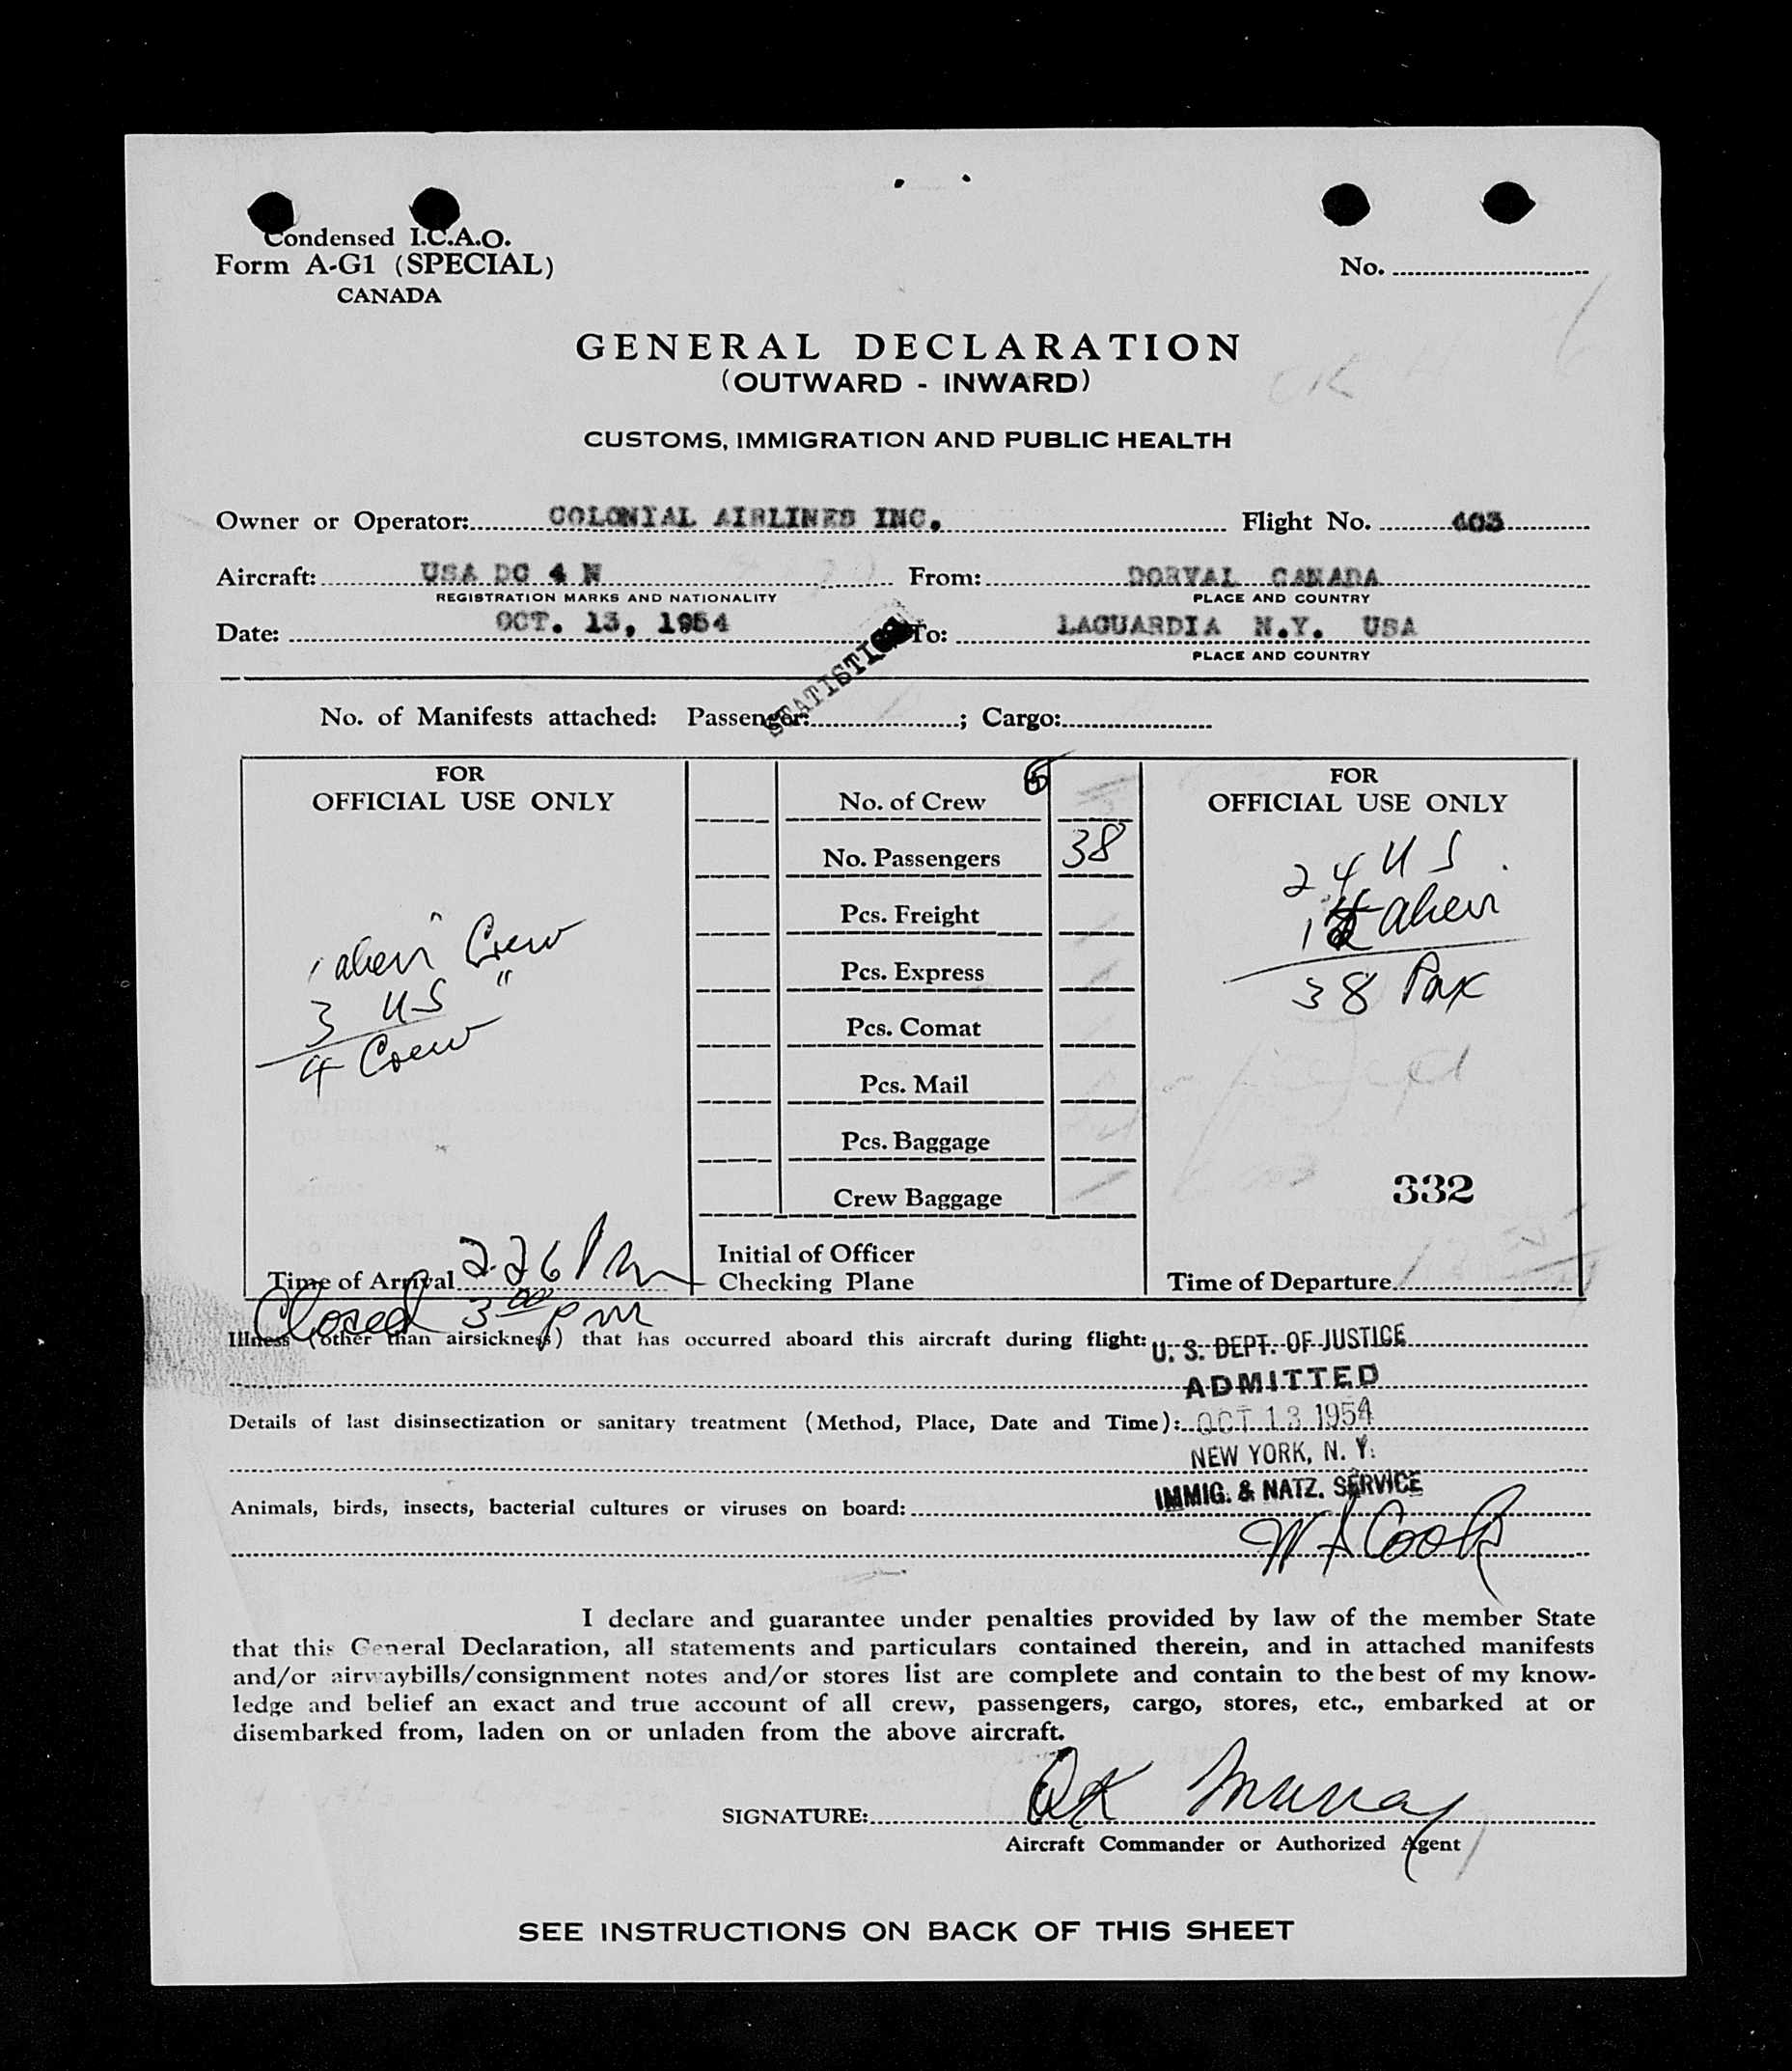 Condensed I.C.A.O.
Form A-G1 (SPECIAL)
CANADA
No.
GENERAL DECLARATION
(OUTWARD - INWARD)
CUSTOMS, IMMIGRATION AND PUBLIC HEALTH
Owner or Operator: COLONIAL AIRLINES INC. Flight No. 403
Aircraft: USA DC 4 N From: DORVAL CANADA
REGISTRATION MARKS AND NATIONALITY PLACE AND COUNTRY
Date: OCT. 13, 1954 To: LAGUARDIA N.Y. USA
PLACE AND COUNTRY
No. of Manifests attached: Passenger: ; Cargo:
FOR
OFFICIAL USE ONLY
1 alien Crew
3 US "
4 Crew
Time of Arrival 2.26 Pm
Closed 3 00 pm
No. of Crew
No. Passengers 38
Pcs. Freight
Pcs. Express
Pcs. Comat
Pcs. Mail
Pcs. Baggage
Crew Baggage
Initial of Officer
Checking Plane
FOR
OFFICIAL USE ONLY
24 US
14 alien
38 Pax
332
Time of Departure
Illness (other than airsickness) that has occurred aboard this aircraft during flight: U. S. DEPT. OF JUSTICE
ADMITTED
Details of last disinsectization or sanitary treatment (Method, Place, Date and Time): OCT 13 1954
NEW YORK, N. Y.
IMMIG. & NATZ. SERVICE
Animals, birds, insects, bacterial cultures or viruses on board:
I declare and guarantee under penalties provided by law of the member State
that this General Declaration, all statements and particulars contained therein, and in attached manifests
and/or airwaybills/consignment notes and/or stores list are complete and contain to the best of my know-
ledge and belief an exact and true account of all crew, passengers, cargo, stores, etc., embarked at or
disembarked from, laden on or unladen from the above aircraft.
SIGNATURE: Murray
Aircraft Commander or Authorized Agent
SEE INSTRUCTIONS ON BACK OF THIS SHEET